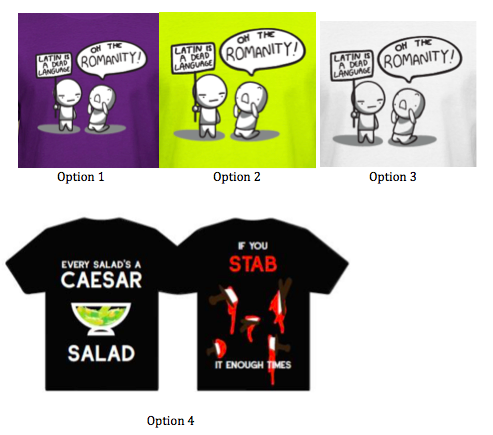 LATIN IS
A DEAD
LANGUAGE
OH THE
ROMANITY!
LATIN IS
A DEAD
LANGUAGE
OH THE
ROMANITY!
LATIN IS
A DEAD
LANGUAGE
OH THE
ROMANITY!
Option 1
Option 2
Option 3
EVERY SALAD'S A
CAESAR
SALAD
IF YOU
STAB
IT ENOUGH TIMES
Option 4